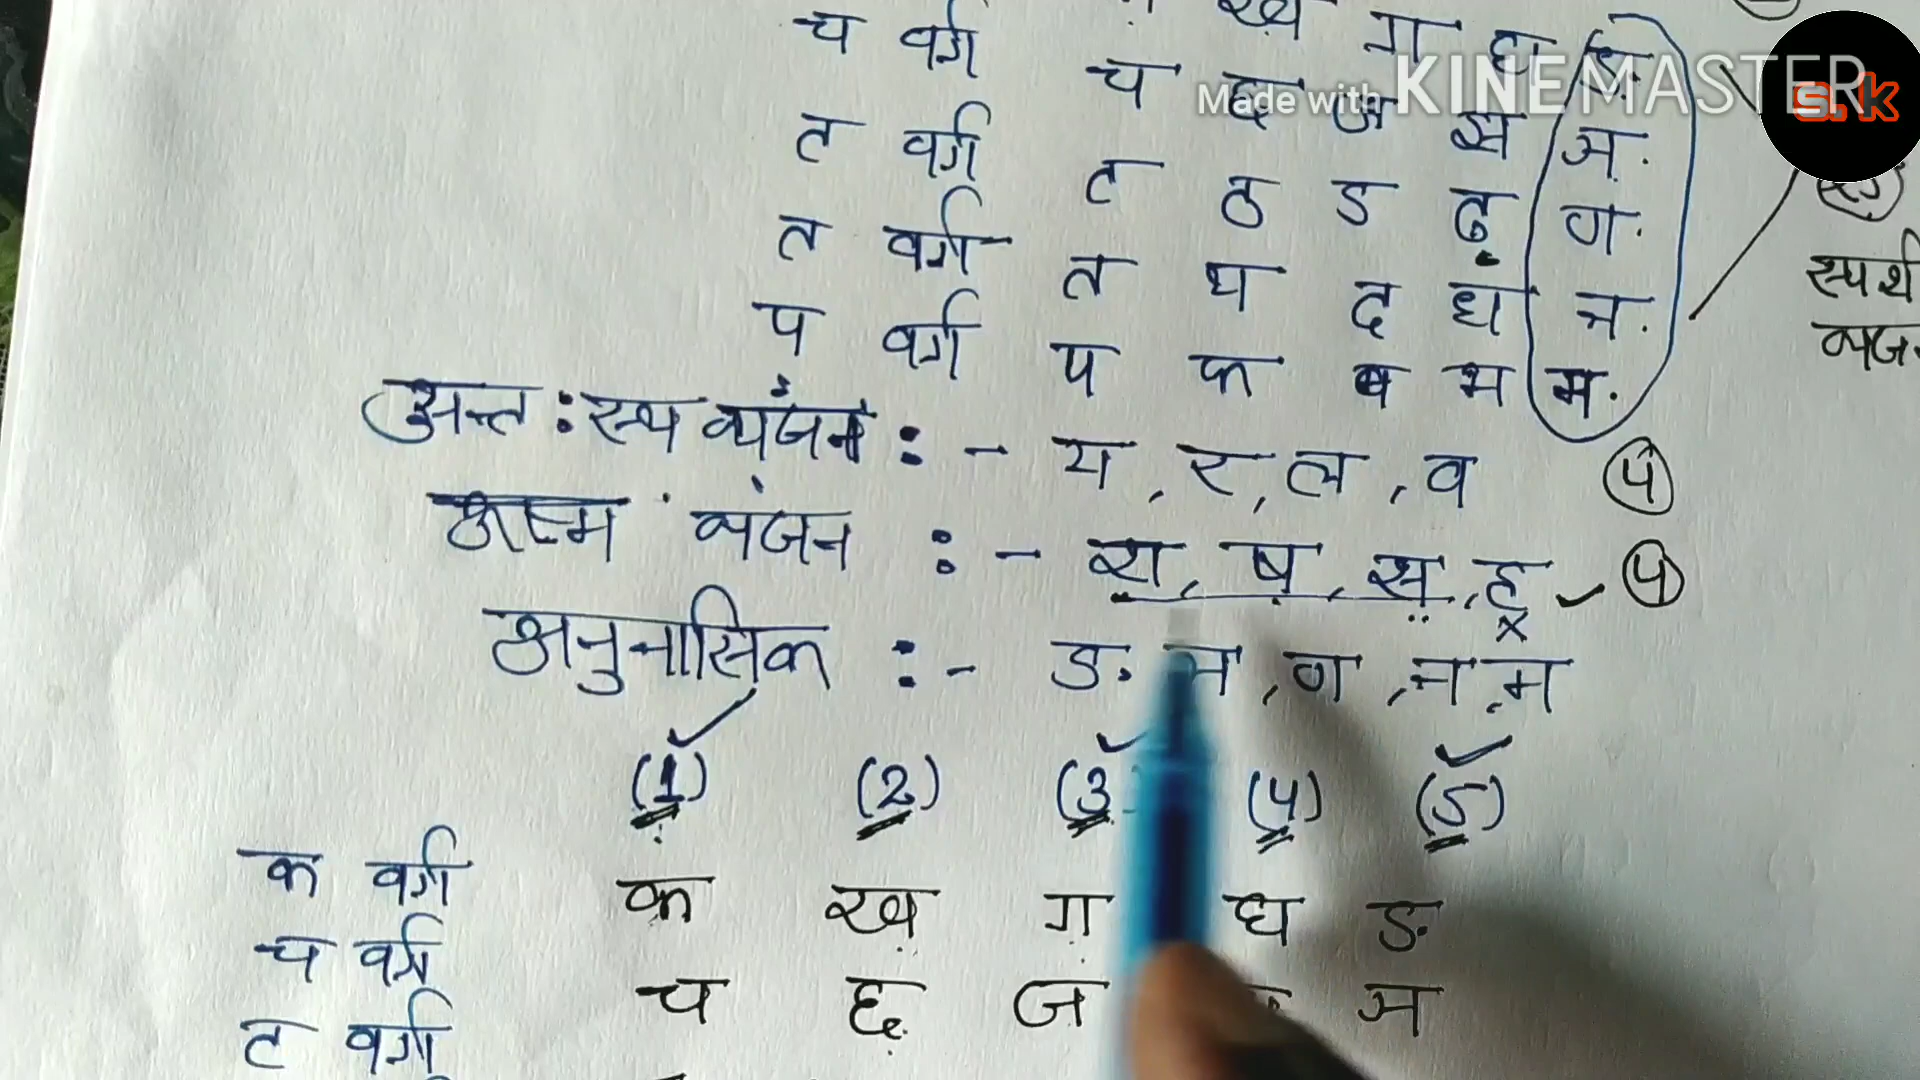 ख ग घ ङ
च वर्ग च छ ज झ ञ
Made with KINEMASTER
s.k
ट वर्ग ट ठ ड ढ़ ण
त वर्ग त थ द ध न
स्पर्श
प वर्ग प फ ब भ म
व्यंजन
अन्त:स्थ व्यंजन :- य, र, ल, व (4)
ऊष्म व्यंजन :- श, ष, स, ह (4)
अनुनासिक :- ङ ञ, ण, न, म
(1) (2) (3) (4) (5)
क वर्ग क ख ग घ ङ
च वर्ग च छ ज ञ
ट वर्ग